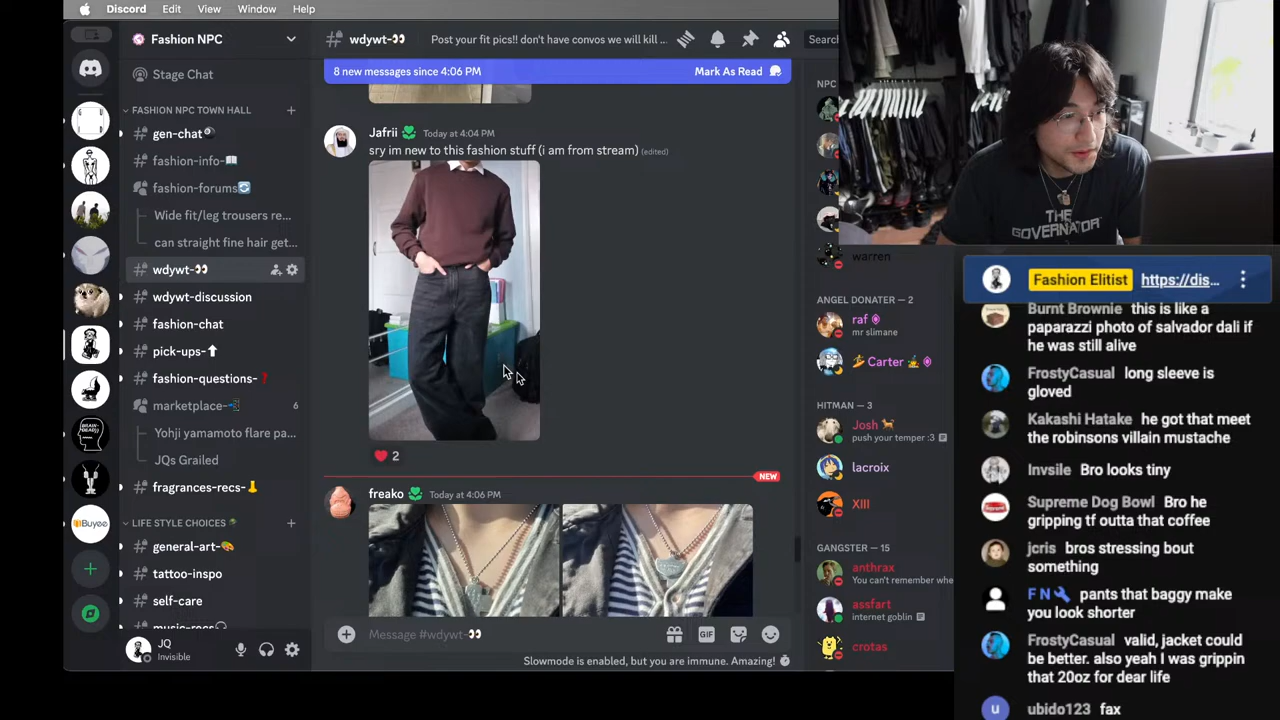 Discord Edit View Window Help
Fashion NPC
Stage Chat
FASHION NPC TOWN HALL
gen-chat
fashion-info-
fashion-forums
Wide fit/leg trousers re...
can straight fine hair get...
wdywt-
wdywt-discussion
fashion-chat
pick-ups-
fashion-questions-
marketplace- 6
Yohji yamamoto flare pa...
JQs Grailed
fragrances-recs-
LIFE STYLE CHOICES
general-art-
tattoo-inspo
self-care
music-recs
JQ
Invisible
wdywt- Post your fit pics!! don't have convos we will kill ... Search
8 new messages since 4:06 PM Mark As Read
Jafrii Today at 4:04 PM
sry im new to this fashion stuff (i am from stream) (edited)
2
NEW
freako Today at 4:06 PM
Message #wdywt-
GIF
Slowmode is enabled, but you are immune. Amazing!
NPC
warren
ANGEL DONATER — 2
raf
mr slimane
Carter
HITMAN — 3
Josh
push your temper :3
lacroix
XIII
GANGSTER — 15
anthrax
You can't remember whe
assfart
internet goblin
crotas
THE
GOVERNATOR
Fashion Elitist https://dis...
Burnt Brownie this is like a
paparazzi photo of salvador dali if
he was still alive
FrostyCasual long sleeve is
gloved
Kakashi Hatake he got that meet
the robinsons villain mustache
Invsile Bro looks tiny
Supreme Dog Bowl Bro he
gripping tf outta that coffee
jcris bros stressing bout
something
F N pants that baggy make
you look shorter
FrostyCasual valid, jacket could
be better. also yeah I was grippin
that 20oz for dear life
ubido123 fax
Buyee